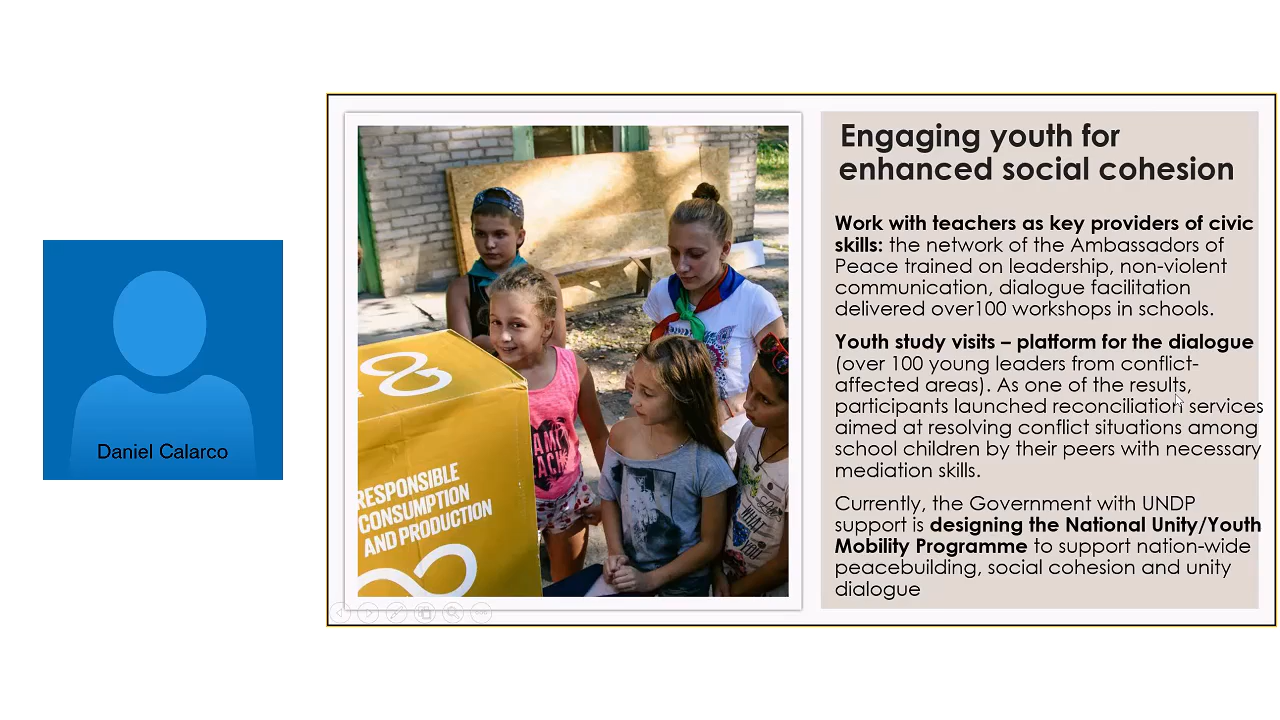 Engaging youth for
enhanced social cohesion
Work with teachers as key providers of civic
skills: the network of the Ambassadors of
Peace trained on leadership, non-violent
communication, dialogue facilitation
delivered over100 workshops in schools.
Youth study visits – platform for the dialogue
(over 100 young leaders from conflict-
affected areas). As one of the results,
participants launched reconciliation services
aimed at resolving conflict situations among
school children by their peers with necessary
mediation skills.
Currently, the Government with UNDP
support is designing the National Unity/Youth
Mobility Programme to support nation-wide
peacebuilding, social cohesion and unity
dialogue
Daniel Calarco
RESPONSIBLE
CONSUMPTION
AND PRODUCTION